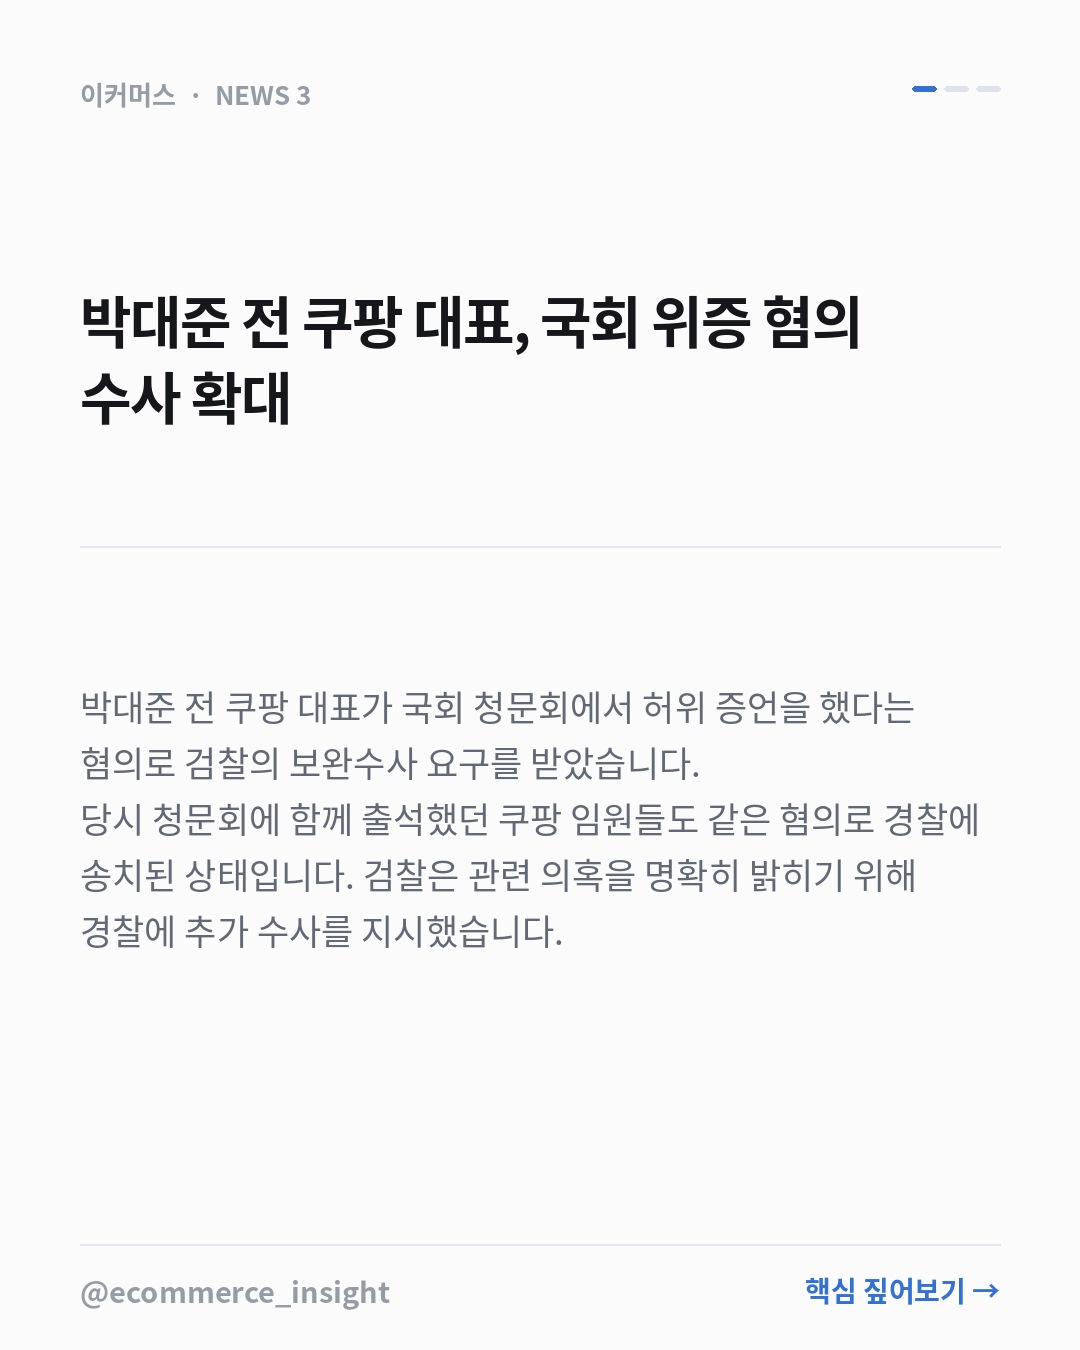 이커머스 · NEWS 3
박대준 전 쿠팡 대표, 국회 위증 혐의
수사 확대
박대준 전 쿠팡 대표가 국회 청문회에서 허위 증언을 했다는
혐의로 검찰의 보완수사 요구를 받았습니다.
당시 청문회에 함께 출석했던 쿠팡 임원들도 같은 혐의로 경찰에
송치된 상태입니다. 검찰은 관련 의혹을 명확히 밝히기 위해
경찰에 추가 수사를 지시했습니다.
@ecommerce_insight
핵심 짚어보기 →